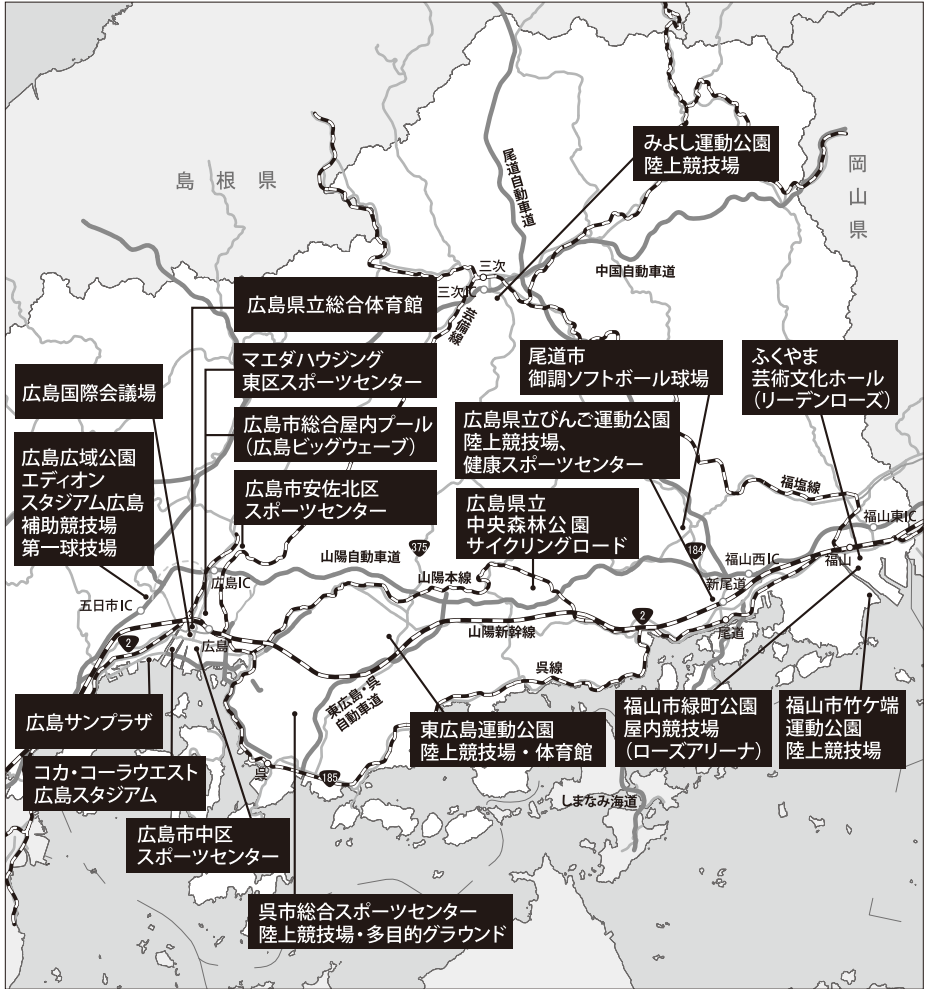 みよし運動公園
陸上競技場
島根県
岡山県
尾道自動車道
三次
三次IC
中国自動車道
芸備線
広島県立総合体育館
マエダハウジング
東区スポーツセンター
尾道市
御調ソフトボール球場
ふくやま
芸術文化ホール
（リーデンローズ）
広島国際会議場
広島市総合屋内プール
（広島ビッグウェーブ）
広島県立びんご運動公園
陸上競技場、
健康スポーツセンター
広島広域公園
エディオン
スタジアム広島
補助競技場
第一球技場
広島市安佐北区
スポーツセンター
広島県立
中央森林公園
サイクリングロード
福塩線
福山東IC
375
184
山陽自動車道
山陽本線
福山西IC
福山
広島IC
新尾道
五日市IC
2
広島
山陽新幹線
2
尾道
呉線
東広島・呉
自動車道
広島サンプラザ
東広島運動公園
陸上競技場・体育館
福山市緑町公園
屋内競技場
（ローズアリーナ）
福山市竹ケ端
運動公園
陸上競技場
コカ・コーラウエスト
広島スタジアム
呉
185
しまなみ海道
広島市中区
スポーツセンター
呉市総合スポーツセンター
陸上競技場・多目的グラウンド